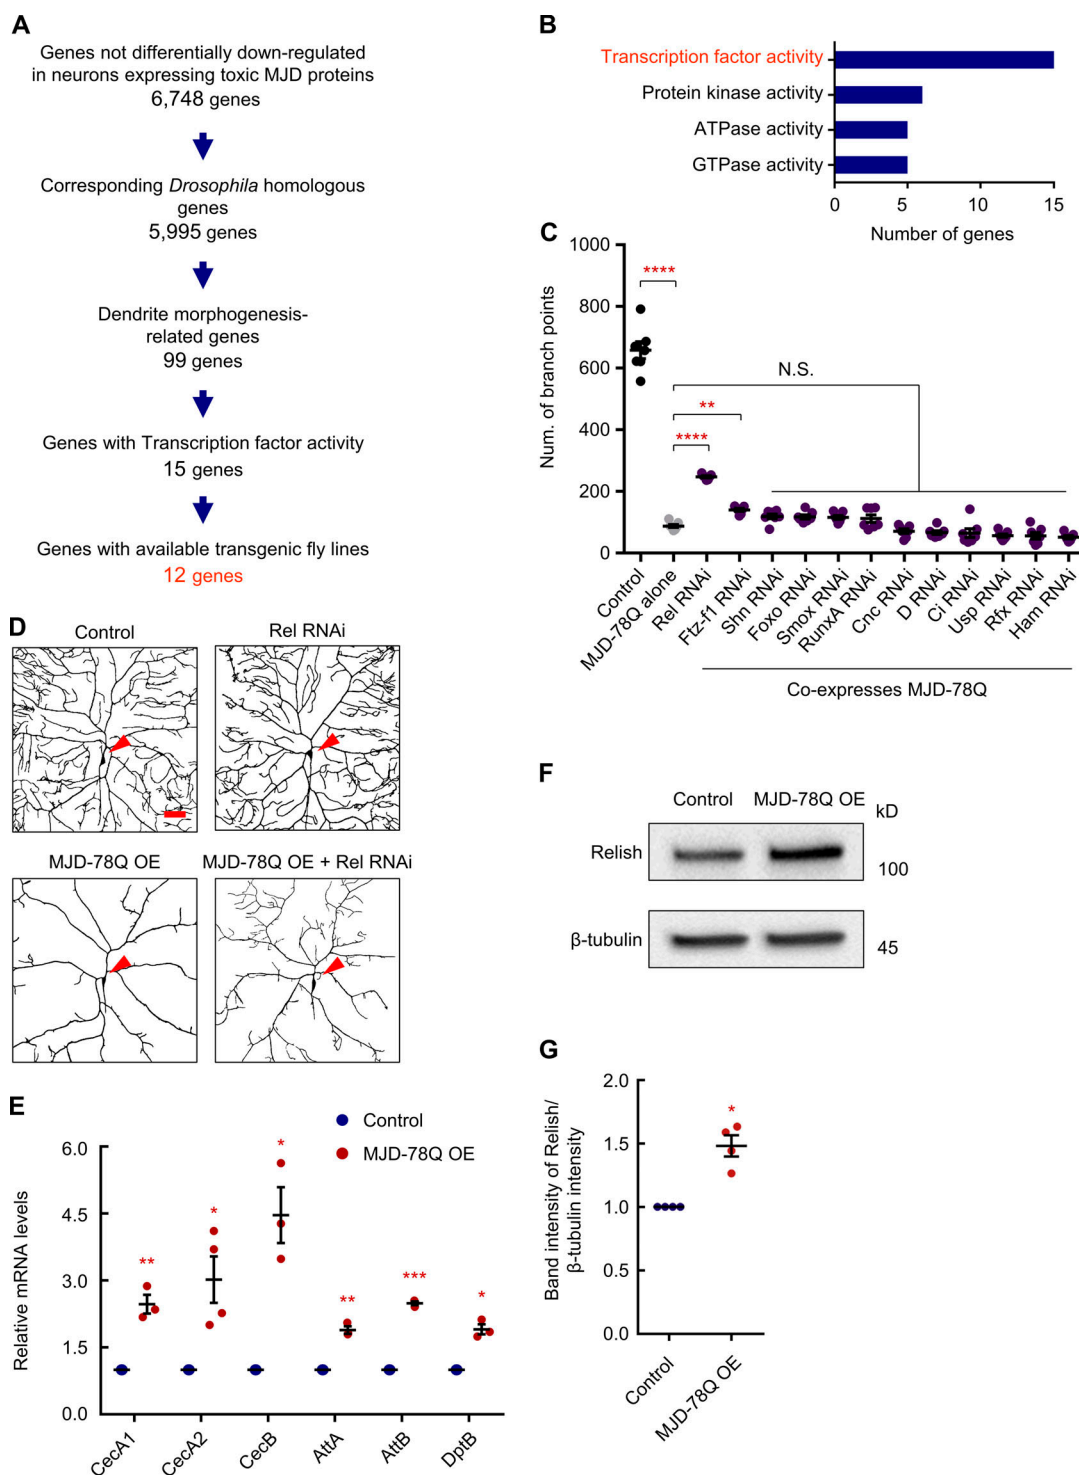 A
Genes not differentially down-regulated
in neurons expressing toxic MJD proteins
6,748 genes
Corresponding Drosophila homologous
genes
5,995 genes
Dendrite morphogenesis-
related genes
99 genes
Genes with Transcription factor activity
15 genes
Genes with available transgenic fly lines
12 genes
B
Transcription factor activity
Protein kinase activity
ATPase activity
GTPase activity
0 5 10 15
Number of genes
C
Num. of branch points
1000
800
600
400
200
0
****
N.S.
**
****
Control
MJD-78Q alone
Rel RNAi
Ftz-f1 RNAi
Shn RNAi
Foxo RNAi
Smox RNAi
RunxA RNAi
Cnc RNAi
D RNAi
Ci RNAi
Usp RNAi
Rfx RNAi
Ham RNAi
Co-expresses MJD-78Q
D
Control
Rel RNAi
MJD-78Q OE
MJD-78Q OE + Rel RNAi
E
Control
MJD-78Q OE
Relative mRNA levels
6.0
4.5
3.0
1.5
0.0
**
*
*
**
***
*
CecA1
CecA2
CecB
AttA
AttB
DptB
F
Control MJD-78Q OE kD
Relish
100
β-tubulin
45
G
Band intensity of Relish/
β-tubulin intensity
2.0
1.5
1.0
0.5
0.0
*
Control
MJD-78Q OE